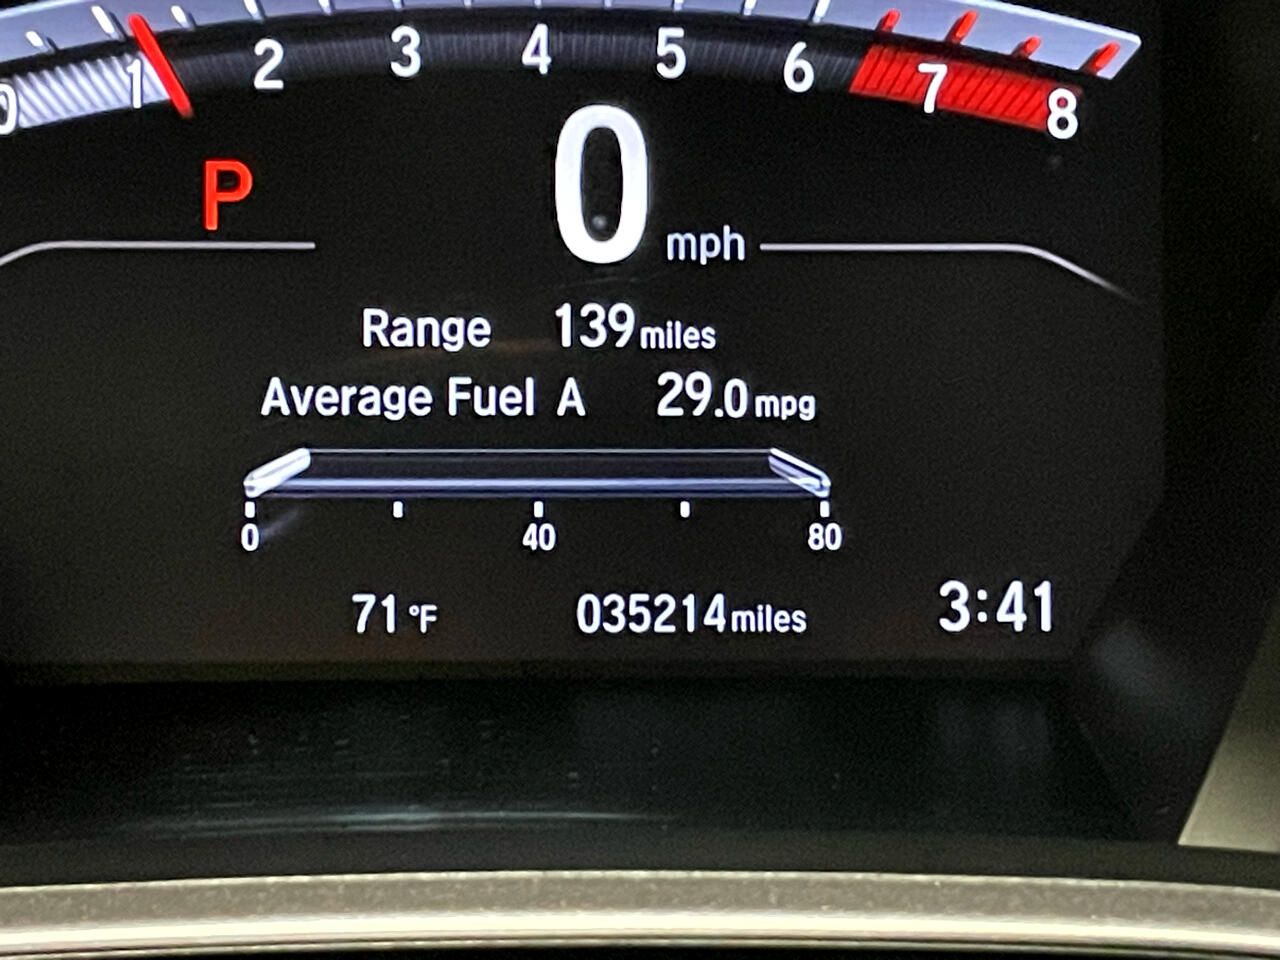 0 1 2 3 4 5 6 7 8
P
0 mph
Range 139 miles
Average Fuel A 29.0 mpg
0 40 80
71 °F 035214 miles 3:41